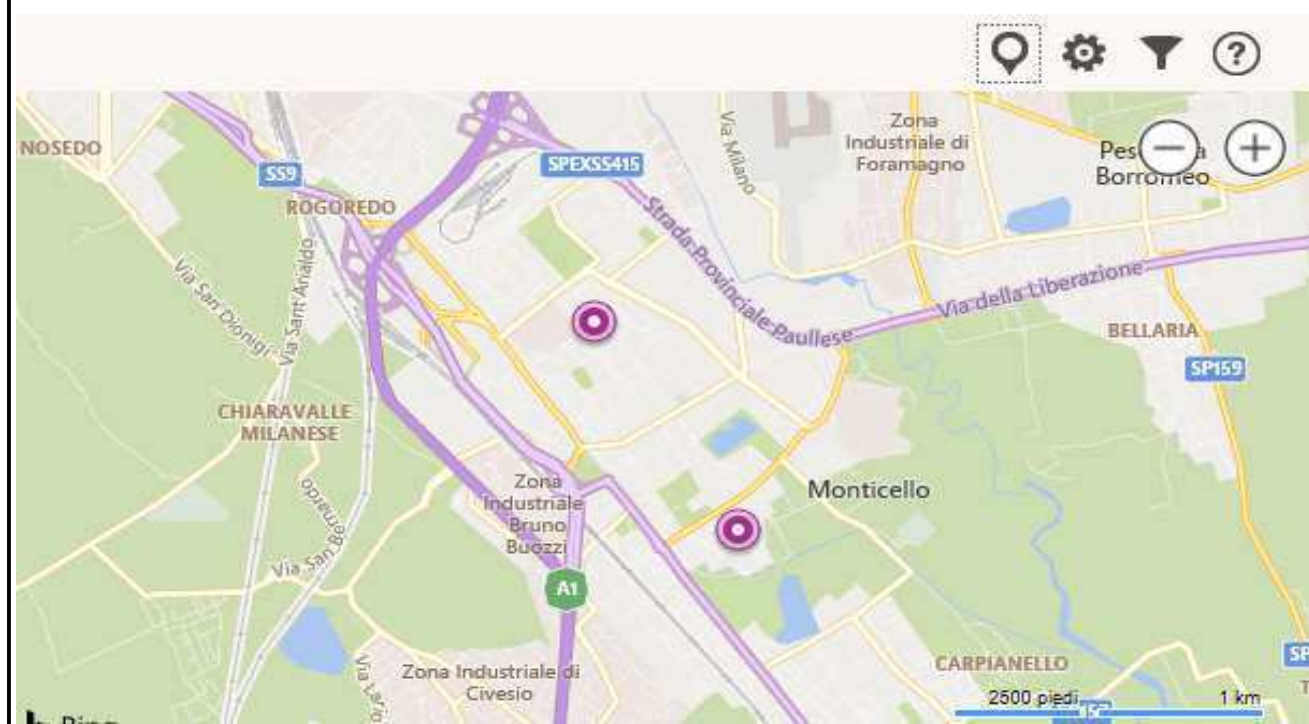 ?
NOSEDO
SS9
SPEXSS415
Via Milano
Zona
Industriale di
Foramagno
Borromeo
ROGOREDO
Strada Provinciale Paullese
Via della Liberazione
Via San Dionigi
Via Sant'Arialdo
BELLARIA
SP159
CHIARAVALLE
MILANESE
Zona
Industriale
Bruno
Buozzi
Monticello
Via San Bernardo
A1
Zona Industriale di
Civesio
CARPIANELLO
SP
2500 piedi
1 km
Bing